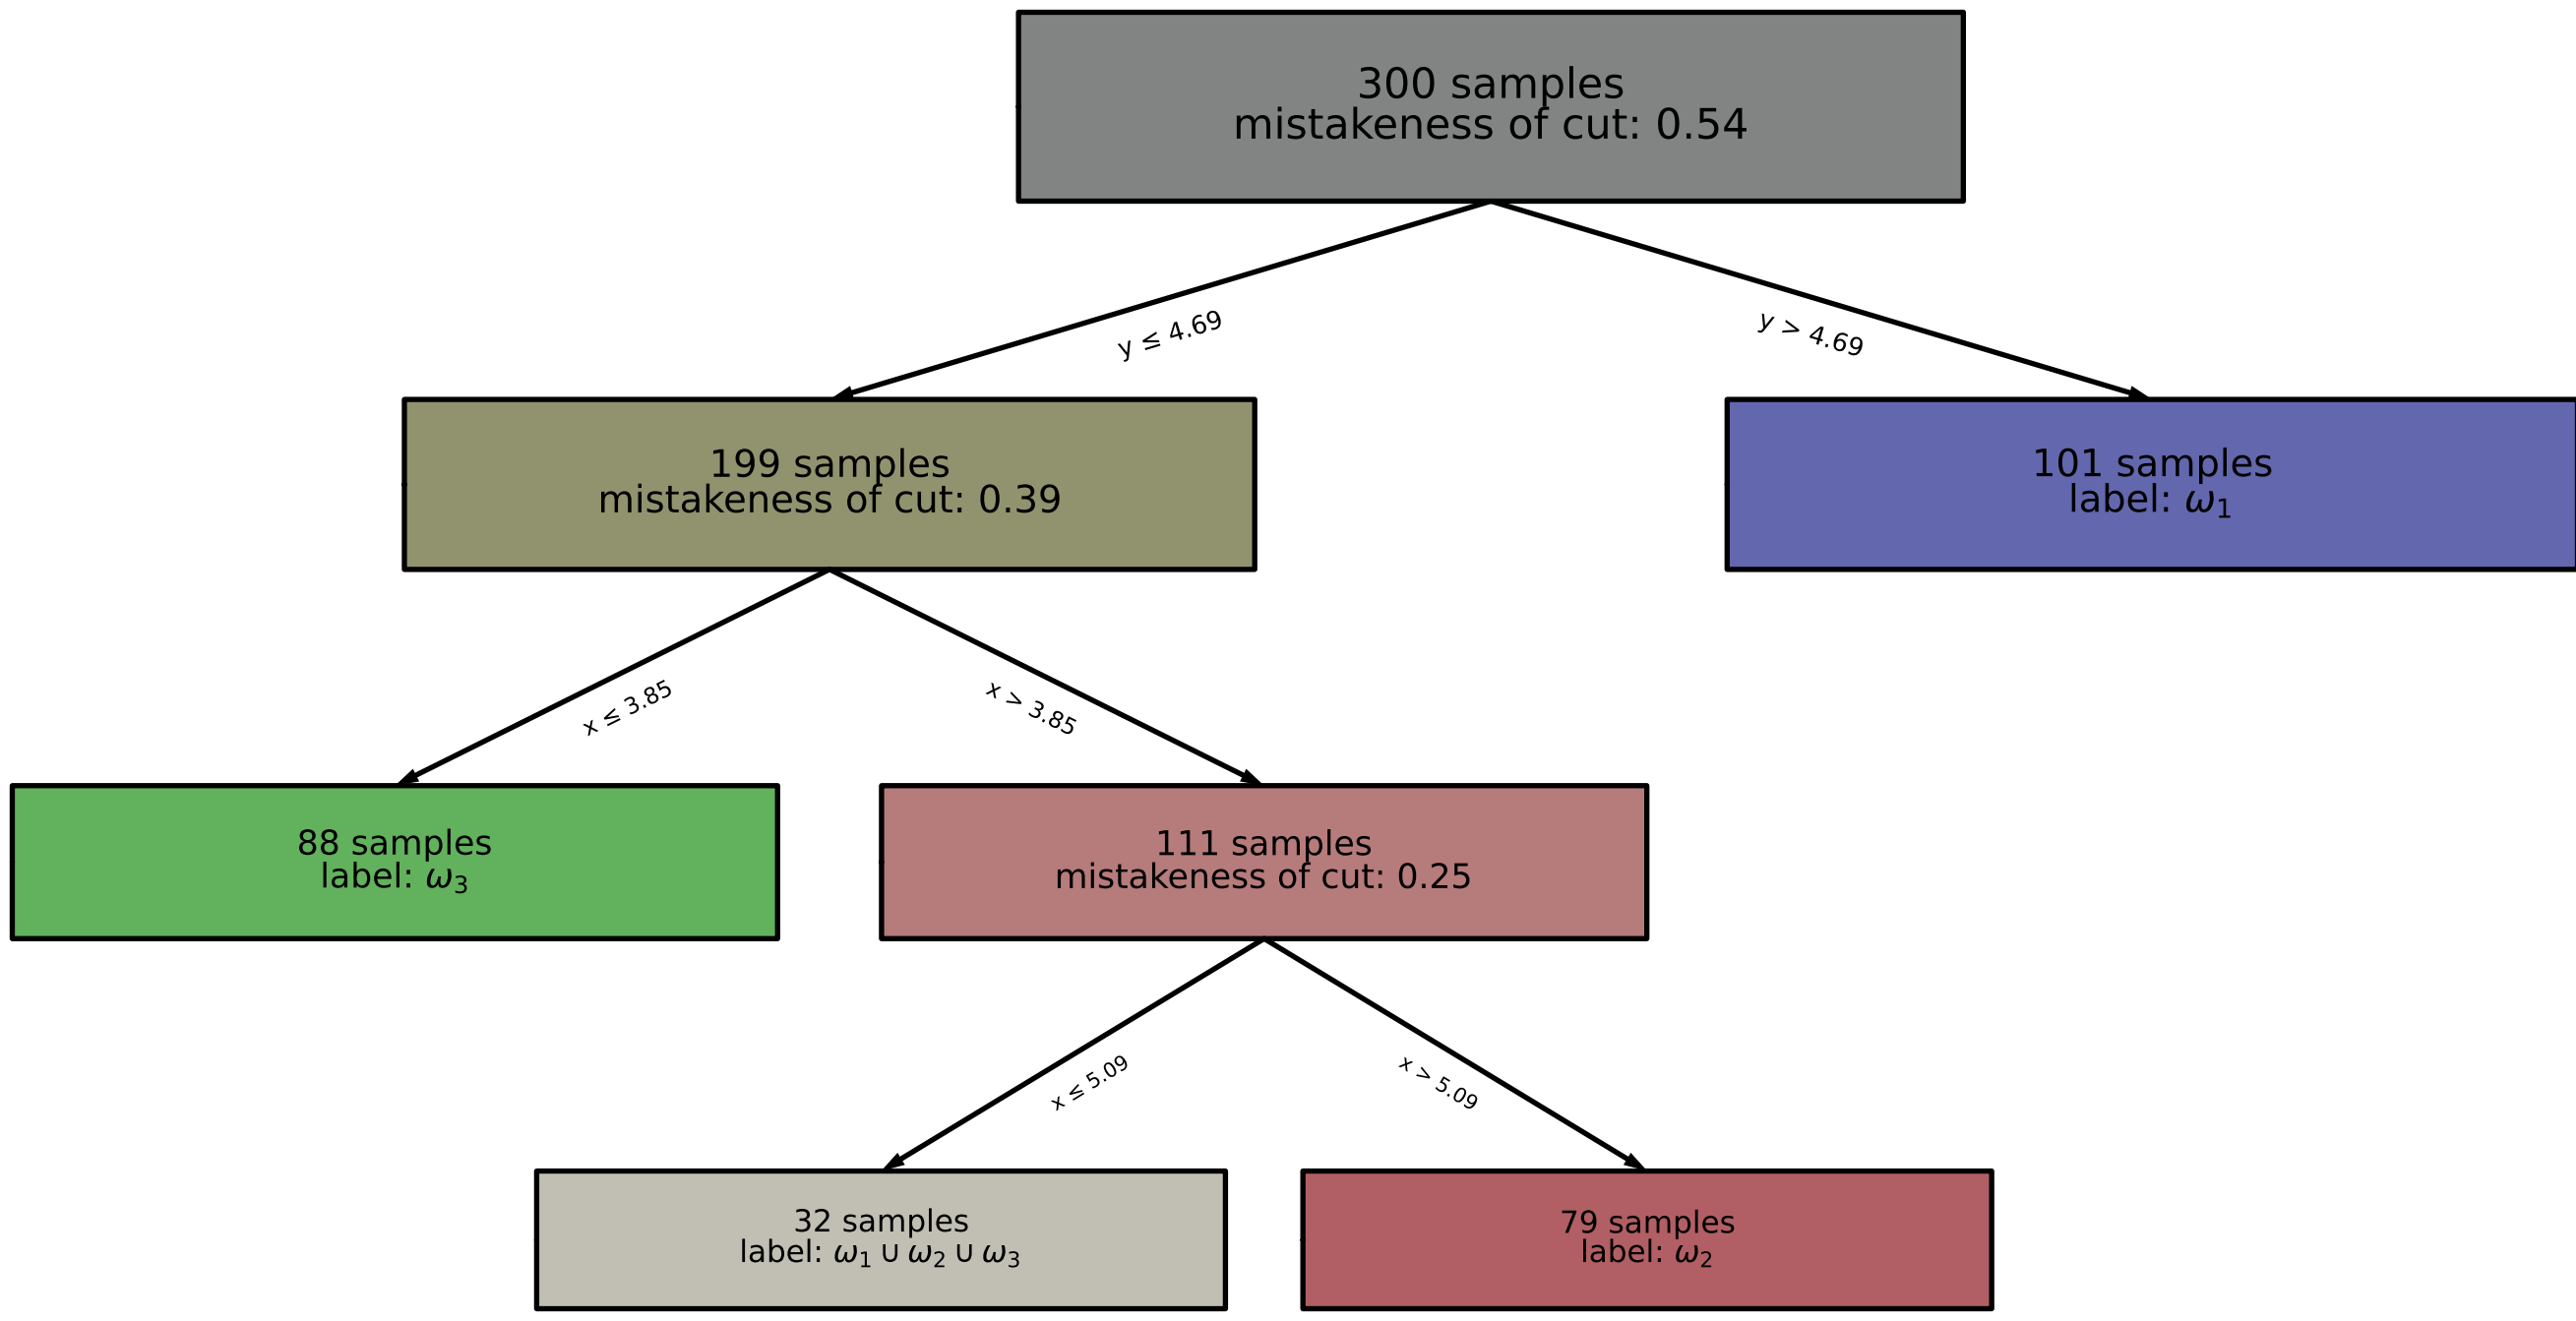 300 samples
mistakeness of cut: 0.54
y ≤ 4.69
y > 4.69
199 samples
mistakeness of cut: 0.39
101 samples
label: ω₁
x ≤ 3.85
x > 3.85
88 samples
label: ω₃
111 samples
mistakeness of cut: 0.25
x ≤ 5.09
x > 5.09
32 samples
label: ω₁ ∪ ω₂ ∪ ω₃
79 samples
label: ω₂